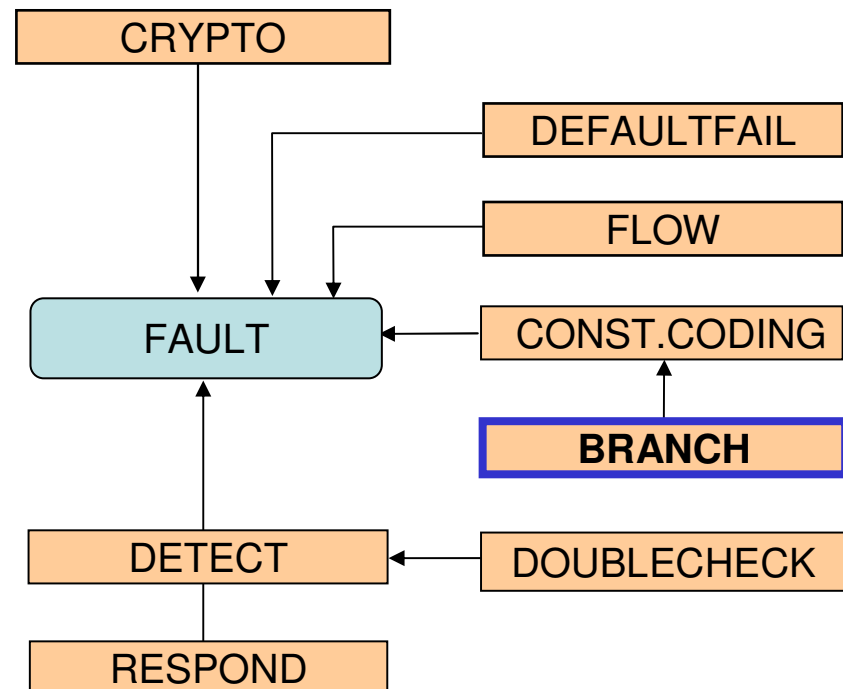 CRYPTO
DEFAULTFAIL
FLOW
FAULT
CONST.CODING
BRANCH
DETECT
DOUBLECHECK
RESPOND